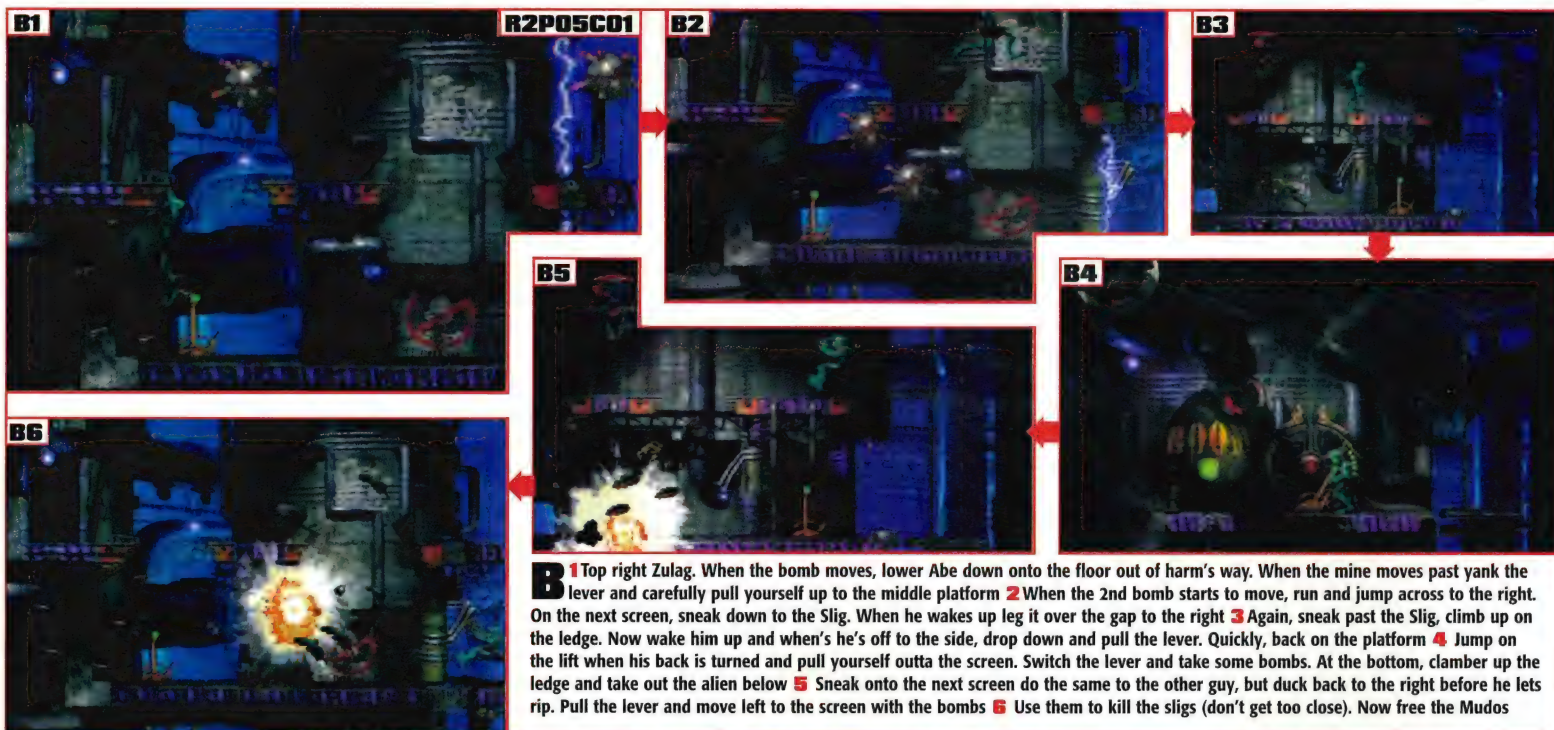 B1
R2P05C01
B2
B3
B4
B5
B6
B 1 Top right Zulag. When the bomb moves, lower Abe down onto the floor out of harm's way. When the mine moves past yank the
lever and carefully pull yourself up to the middle platform 2 When the 2nd bomb starts to move, run and jump across to the right.
On the next screen, sneak down to the Slig. When he wakes up leg it over the gap to the right 3 Again, sneak past the Slig, climb up on
the ledge. Now wake him up and when's he's off to the side, drop down and pull the lever. Quickly, back on the platform 4 Jump on
the lift when his back is turned and pull yourself outta the screen. Switch the lever and take some bombs. At the bottom, clamber up the
ledge and take out the alien below 5 Sneak onto the next screen do the same to the other guy, but duck back to the right before he lets
rip. Pull the lever and move left to the screen with the bombs 6 Use them to kill the sligs (don't get too close). Now free the Mudos